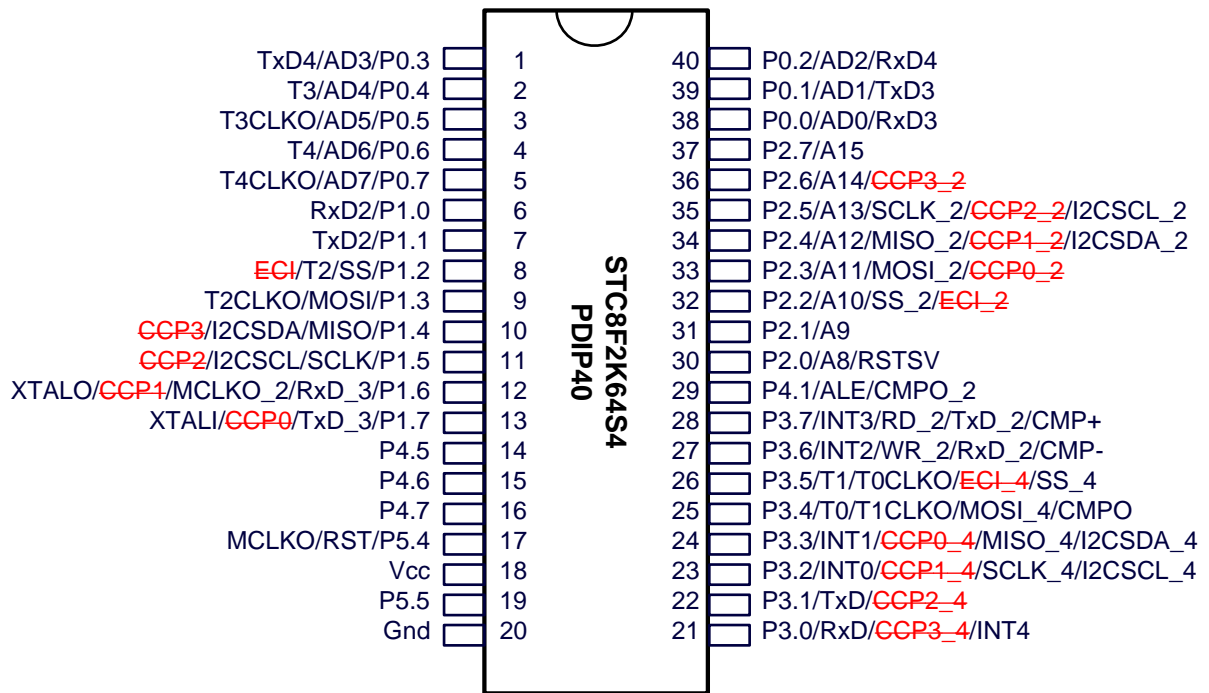 TxD4/AD3/P0.3 1 40 P0.2/AD2/RxD4
T3/AD4/P0.4 2 39 P0.1/AD1/TxD3
T3CLKO/AD5/P0.5 3 38 P0.0/AD0/RxD3
T4/AD6/P0.6 4 37 P2.7/A15
T4CLKO/AD7/P0.7 5 36 P2.6/A14/CCP3_2
RxD2/P1.0 6 35 P2.5/A13/SCLK_2/CCP2_2/I2CSCL_2
TxD2/P1.1 7 34 P2.4/A12/MISO_2/CCP1_2/I2CSDA_2
ECI/T2/SS/P1.2 8 33 P2.3/A11/MOSI_2/CCP0_2
T2CLKO/MOSI/P1.3 9 32 P2.2/A10/SS_2/ECI_2
CCP3/I2CSDA/MISO/P1.4 10 31 P2.1/A9
CCP2/I2CSCL/SCLK/P1.5 11 30 P2.0/A8/RSTSV
XTALO/CCP1/MCLKO_2/RxD_3/P1.6 12 29 P4.1/ALE/CMPO_2
XTALI/CCP0/TxD_3/P1.7 13 28 P3.7/INT3/RD_2/TxD_2/CMP+
P4.5 14 27 P3.6/INT2/WR_2/RxD_2/CMP-
P4.6 15 26 P3.5/T1/T0CLKO/ECI_4/SS_4
P4.7 16 25 P3.4/T0/T1CLKO/MOSI_4/CMPO
MCLKO/RST/P5.4 17 24 P3.3/INT1/CCP0_4/MISO_4/I2CSDA_4
Vcc 18 23 P3.2/INT0/CCP1_4/SCLK_4/I2CSCL_4
P5.5 19 22 P3.1/TxD/CCP2_4
Gnd 20 21 P3.0/RxD/CCP3_4/INT4
STC8F2K64S4
PDIP40